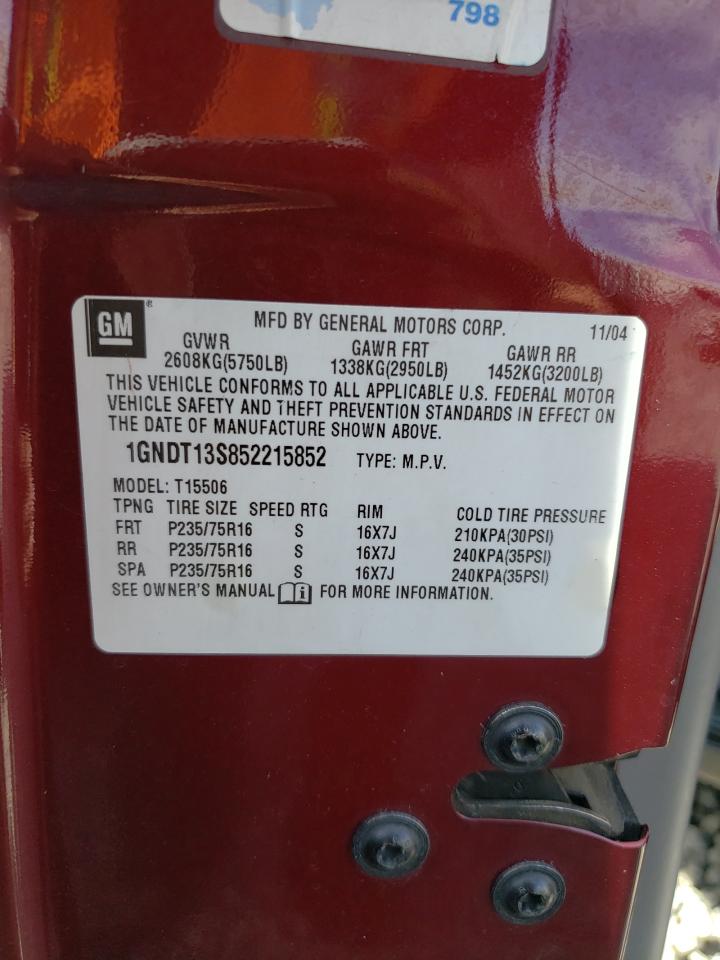 798
GM ® MFD BY GENERAL MOTORS CORP. 11/04
GVWR GAWR FRT GAWR RR
2608KG(5750LB) 1338KG(2950LB) 1452KG(3200LB)
THIS VEHICLE CONFORMS TO ALL APPLICABLE U.S. FEDERAL MOTOR
VEHICLE SAFETY AND THEFT PREVENTION STANDARDS IN EFFECT ON
THE DATE OF MANUFACTURE SHOWN ABOVE.
1GNDT13S852215852 TYPE: M.P.V.
MODEL: T15506
TPNG TIRE SIZE SPEED RTG RIM COLD TIRE PRESSURE
FRT P235/75R16 S 16X7J 210KPA(30PSI)
RR P235/75R16 S 16X7J 240KPA(35PSI)
SPA P235/75R16 S 16X7J 240KPA(35PSI)
SEE OWNER'S MANUAL FOR MORE INFORMATION.